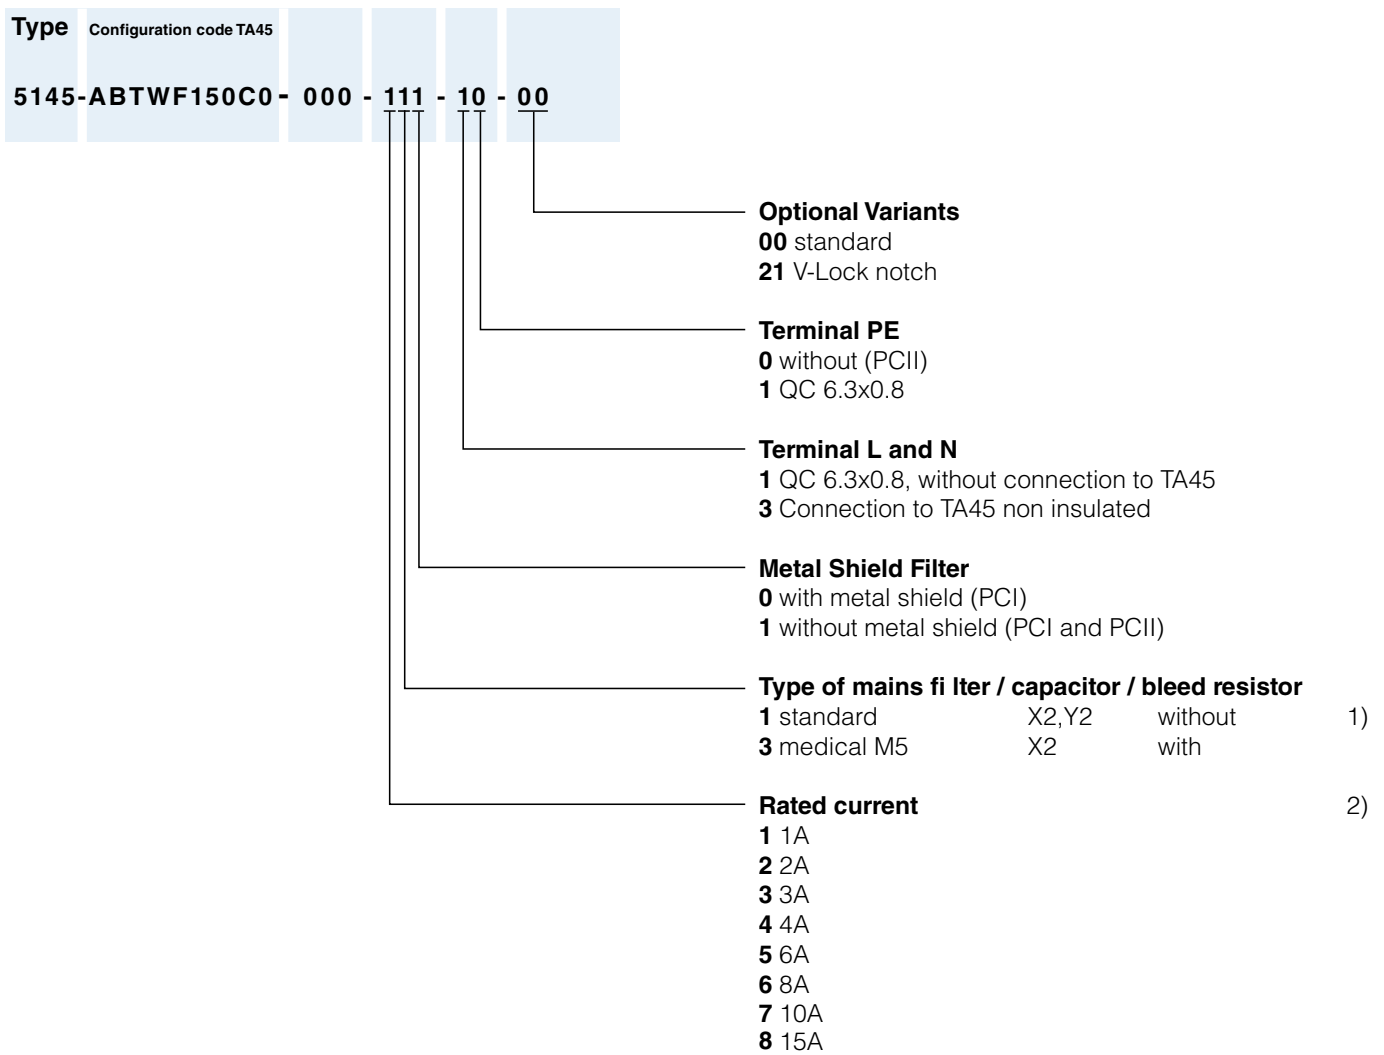 Type Configuration code TA45
5145-ABTWF150C0- 000 - 111 - 10 - 00
Optional Variants
00 standard
21 V-Lock notch
Terminal PE
0 without (PCII)
1 QC 6.3x0.8
Terminal L and N
1 QC 6.3x0.8, without connection to TA45
3 Connection to TA45 non insulated
Metal Shield Filter
0 with metal shield (PCI)
1 without metal shield (PCI and PCII)
Type of mains fi lter / capacitor / bleed resistor
1 standard X2,Y2 without 1)
3 medical M5 X2 with
Rated current 2)
1 1A
2 2A
3 3A
4 4A
5 6A
6 8A
7 10A
8 15A